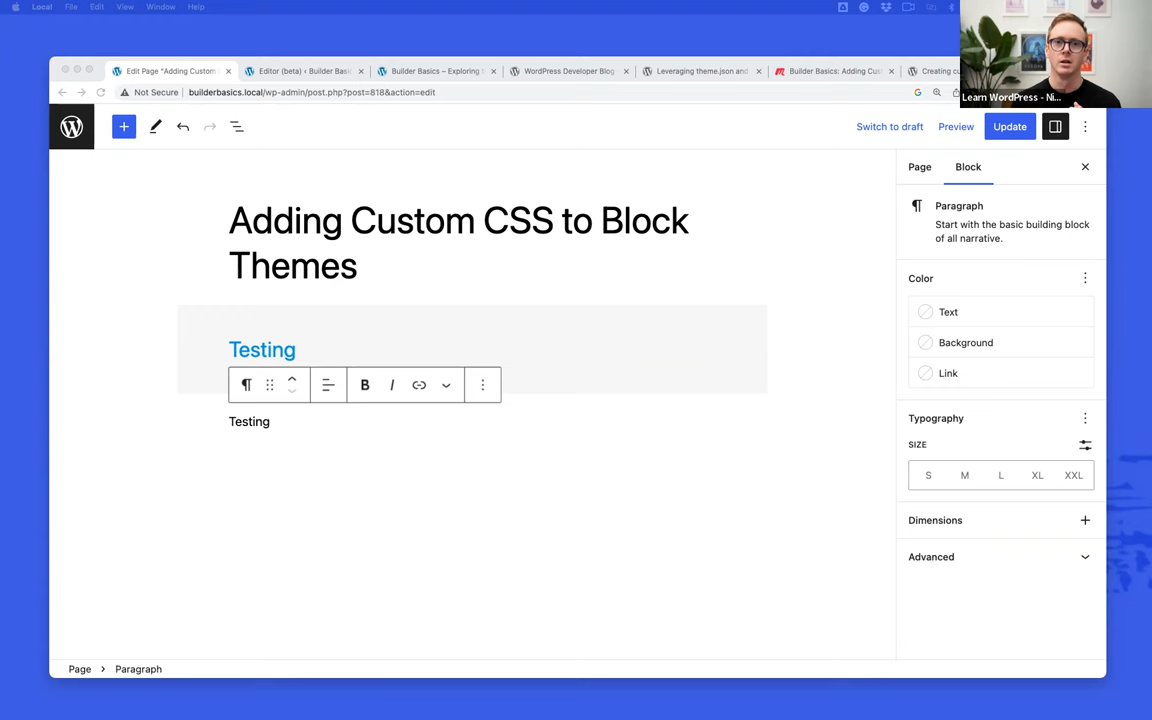 Local File Edit View Window Help
Edit Page "Adding Custom
Editor (beta) ‹ Builder Basic
Builder Basics – Exploring
WordPress Developer Blog
Leveraging theme.json and
Builder Basics: Adding Cus
Creating cu
Not Secure builderbasics.local/wp-admin/post.php?post=818&action=edit
Learn WordPress - Ni...
Switch to draft Preview Update
Page Block
Adding Custom CSS to Block
Themes
Testing
B I
Testing
Paragraph
Start with the basic building block
of all narrative.
Color
Text
Background
Link
Typography
SIZE
S M L XL XXL
Dimensions
Advanced
Page > Paragraph